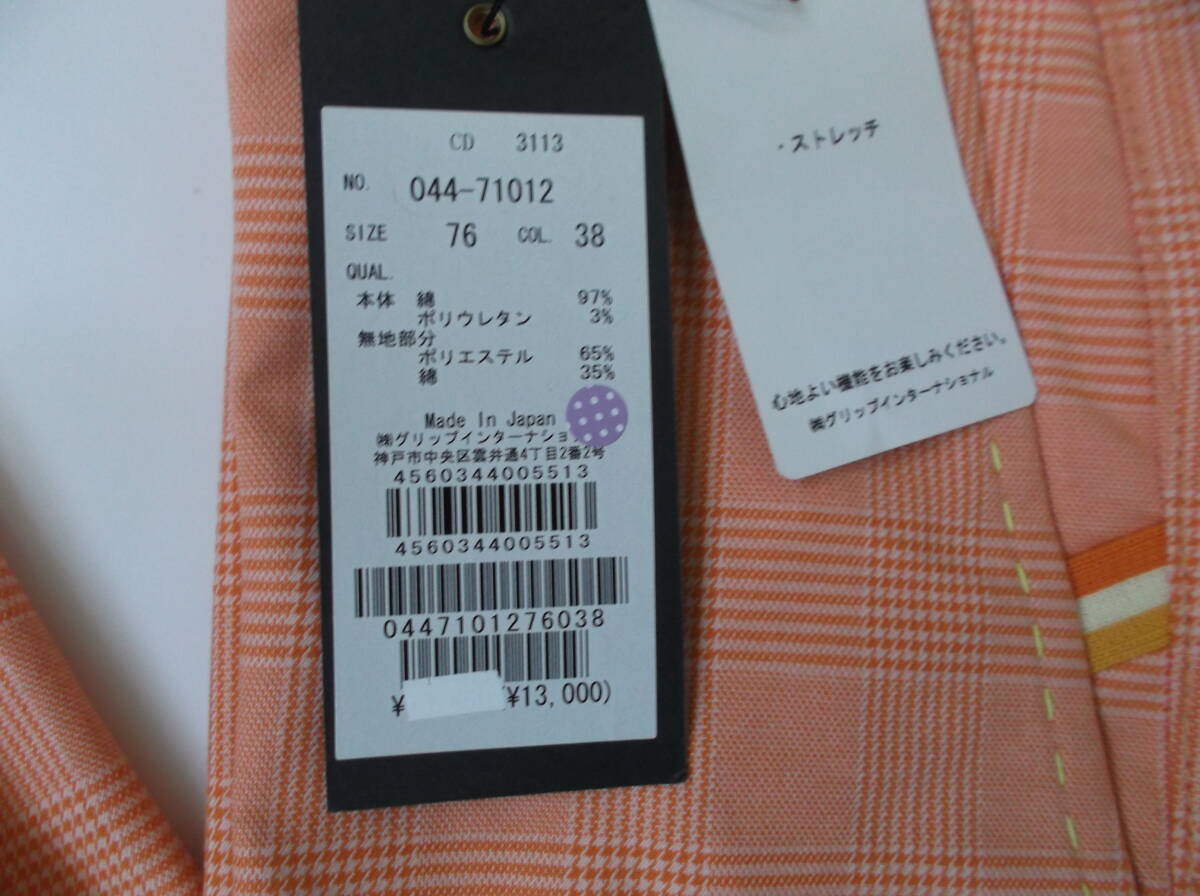 CD 3113
NO. 044-71012
SIZE 76 COL. 38
QUAL.
本体 綿 97%
ポリウレタン 3%
無地部分
ポリエステル 65%
綿 35%
Made In Japan
㈱グリップインターナショ
神戸市中央区雲井通4丁目2番2号
4560344005513
4560344005513
0447101276038
¥ (¥13,000)
・ストレッチ
心地よい機能をお楽しみください。
㈱グリップインターナショナル